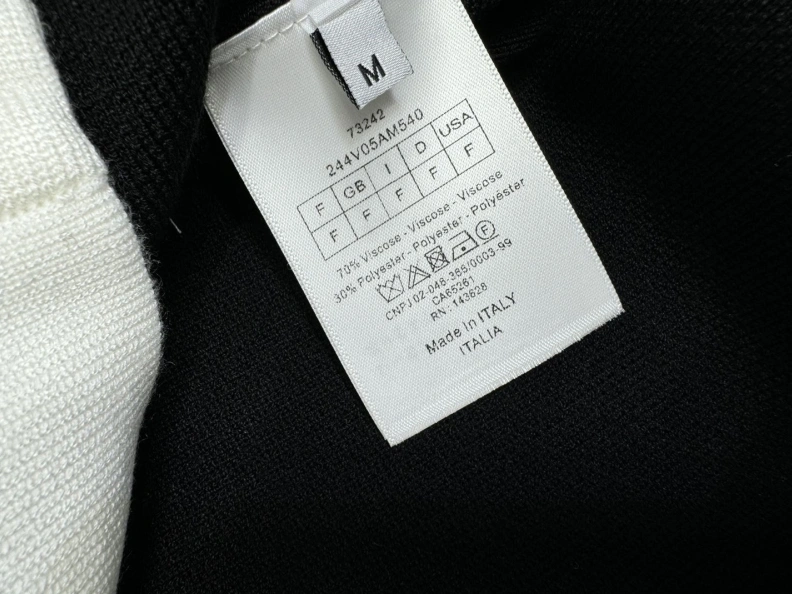 M
73242
244V05AM540
F GB I D USA
F F F F F
70% Viscose - Viscose - Viscose
30% Polyester - Polyester - Polyester
F
CNPJ 02-048-365/0003-99
CA65261
RN: 143628
Made in ITALY
ITALIA